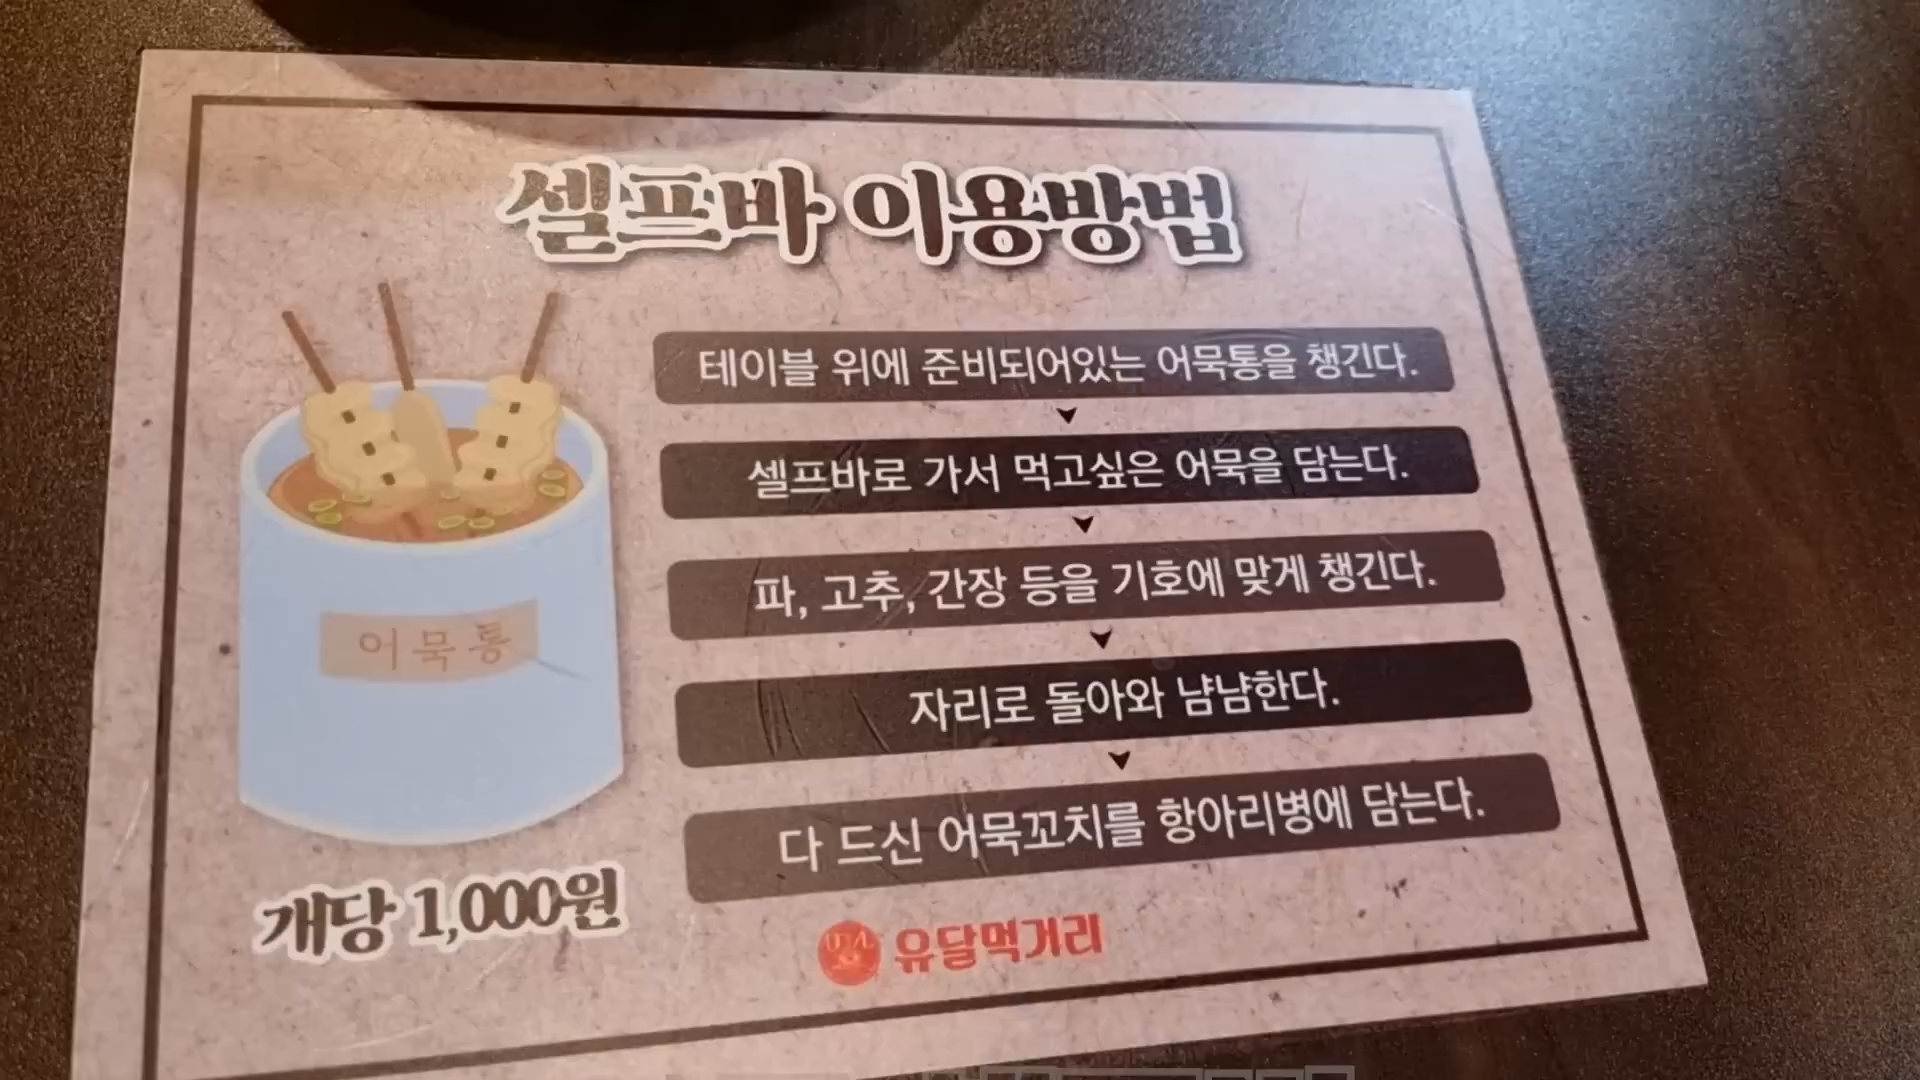 셀프바 이용방법
테이블 위에 준비되어있는 어묵통을 챙긴다.
셀프바로 가서 먹고싶은 어묵을 담는다.
파, 고추, 간장 등을 기호에 맞게 챙긴다.
자리로 돌아와 냠냠한다.
다 드신 어묵꼬치를 항아리병에 담는다.
어묵통
개당 1,000원
유달먹거리